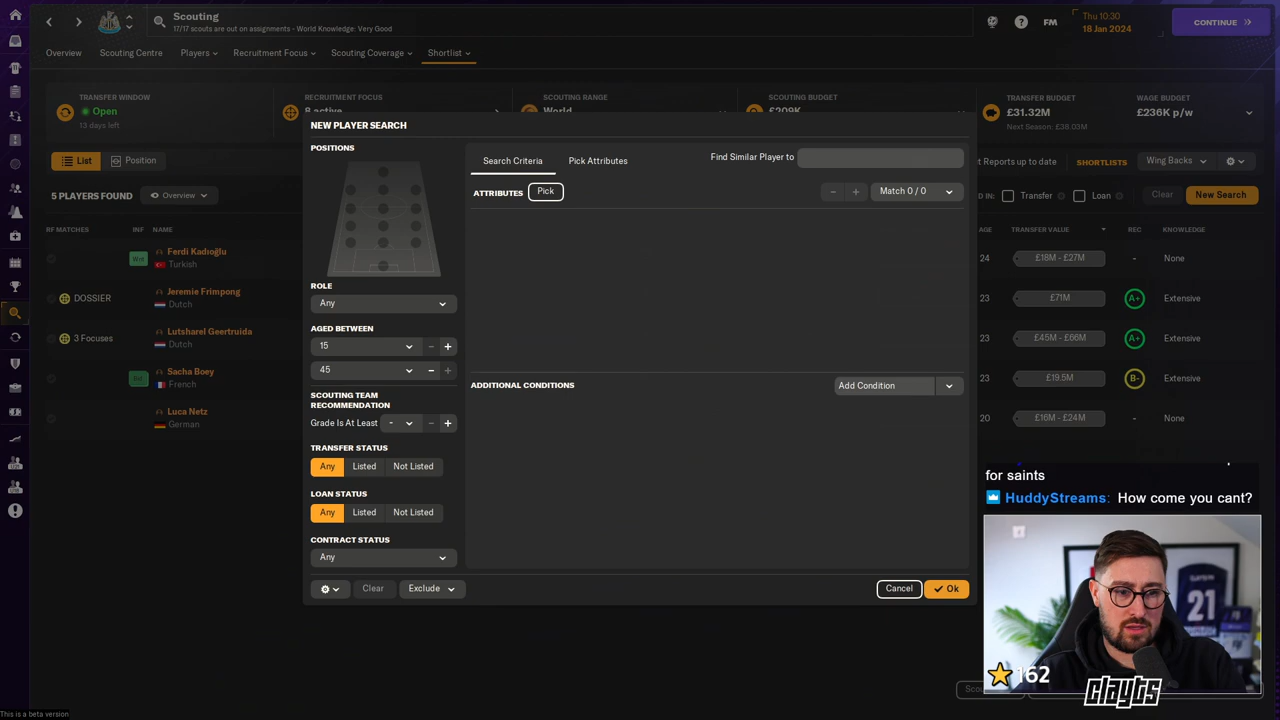 Scouting
17/17 scouts are out on assignments - World Knowledge: Very Good
FM
Thu 10:30
18 Jan 2024
CONTINUE
Overview
Scouting Centre
Players
Recruitment Focus
Scouting Coverage
Shortlist
TRANSFER WINDOW
Open
13 days left
RECRUITMENT FOCUS
8 active
SCOUTING RANGE
World
SCOUTING BUDGET
£209K
TRANSFER BUDGET
£31.32M
Next Season: £38.03M
WAGE BUDGET
£236K p/w
List
Position
Reports up to date
SHORTLISTS
Wing Backs
5 PLAYERS FOUND
Overview
Transfer
Loan
Clear
New Search
RF MATCHES
INF
NAME
AGE
TRANSFER VALUE
REC
KNOWLEDGE
Wnt
Ferdi Kadıoğlu
Turkish
24
£18M - £27M
-
None
DOSSIER
Jeremie Frimpong
Dutch
23
£71M
A+
Extensive
3 Focuses
Lutsharel Geertruida
Dutch
23
£45M - £66M
A+
Extensive
Sacha Boey
French
23
£19.5M
B-
Extensive
Luca Netz
German
20
£16M - £24M
-
None
NEW PLAYER SEARCH
POSITIONS
Search Criteria
Pick Attributes
Find Similar Player to
ATTRIBUTES
Pick
Match 0 / 0
ROLE
Any
AGED BETWEEN
15
45
SCOUTING TEAM
RECOMMENDATION
Grade Is At Least
-
TRANSFER STATUS
Any
Listed
Not Listed
LOAN STATUS
Any
Listed
Not Listed
CONTRACT STATUS
Any
ADDITIONAL CONDITIONS
Add Condition
Clear
Exclude
Cancel
Ok
for saints
HuddyStreams: How come you cant?
21
162
clayts
This is a beta version